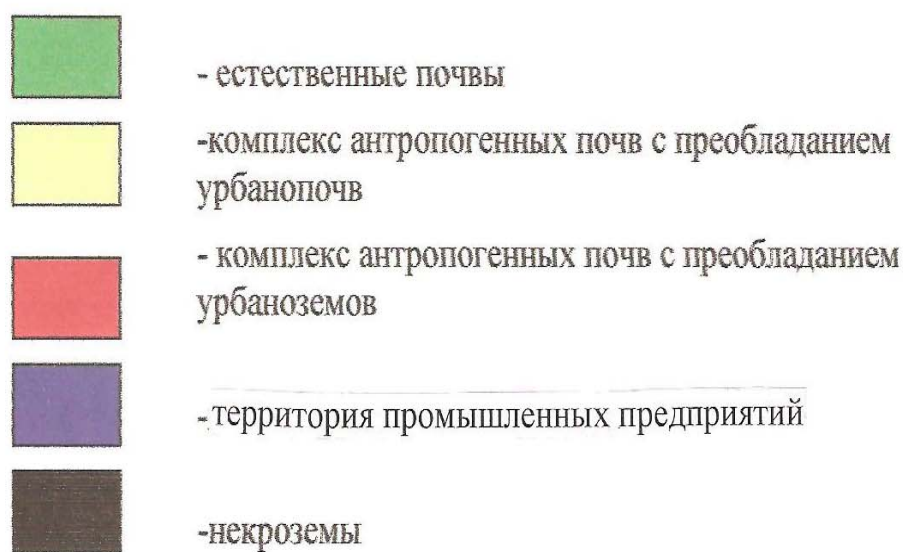 - естественные почвы
-комплекс антропогенных почв с преобладанием
урбанопочв
- комплекс антропогенных почв с преобладанием
урбаноземов
-территория промышленных предприятий
-некроземы